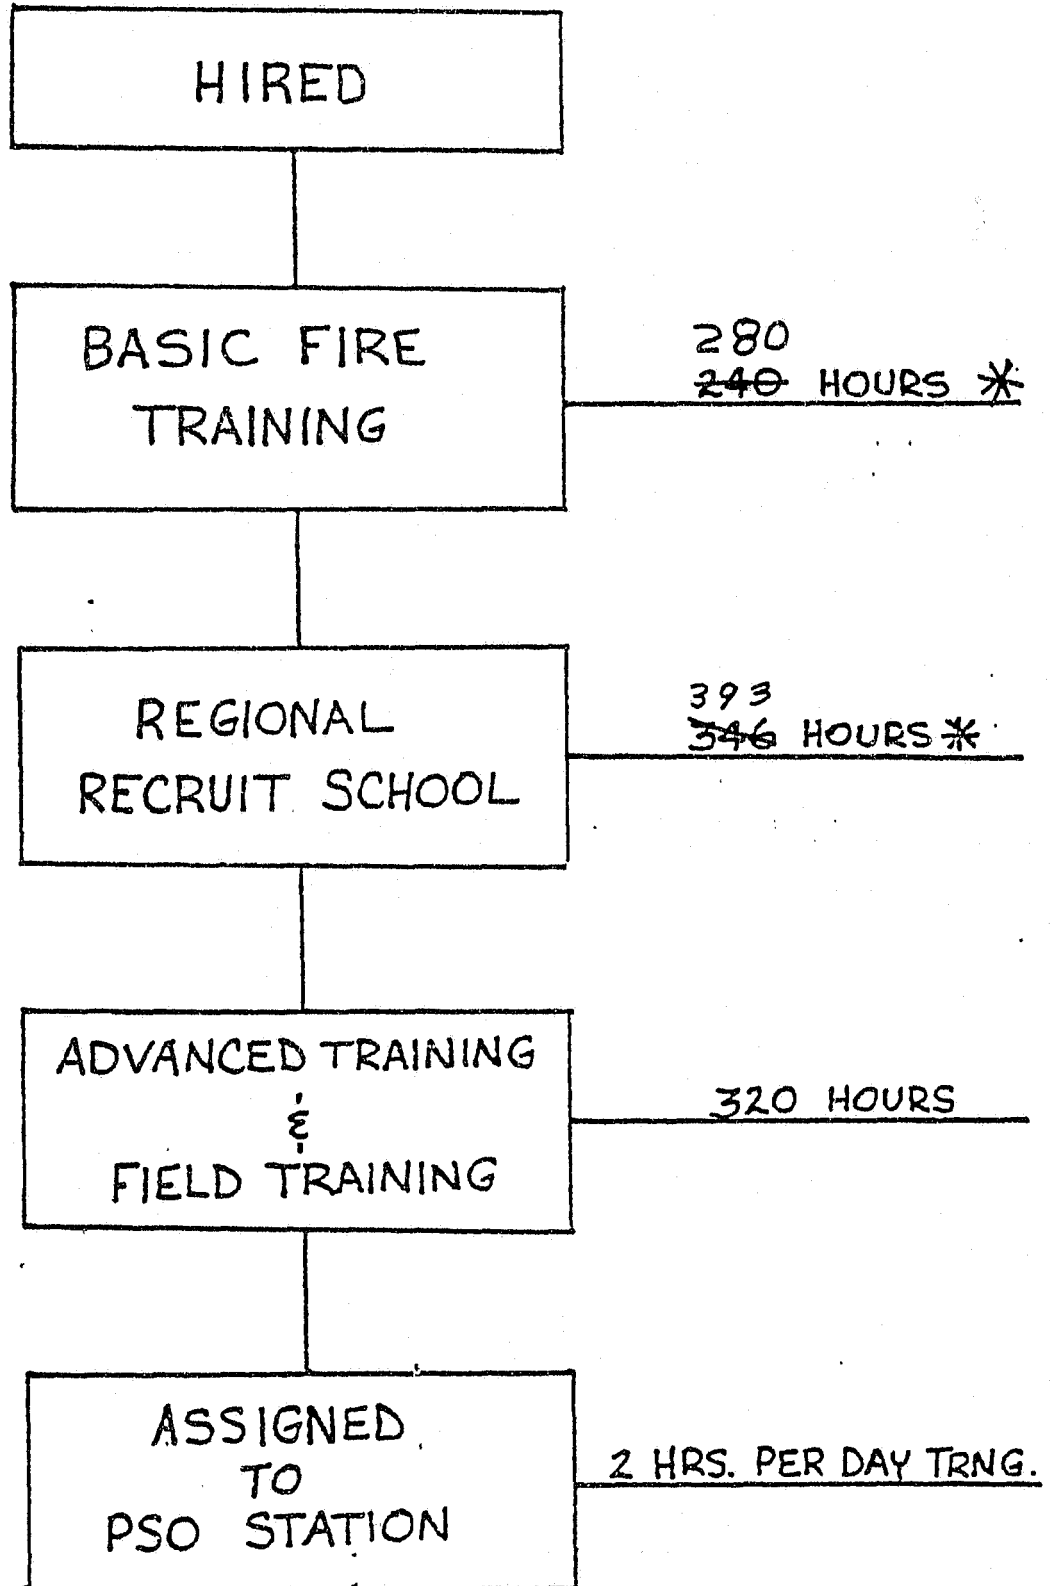 HIRED
BASIC FIRE
TRAINING
280
240 HOURS *
REGIONAL
RECRUIT SCHOOL
393
346 HOURS *
ADVANCED TRAINING
&
FIELD TRAINING
320 HOURS
ASSIGNED
TO
PSO STATION
2 HRS. PER DAY TRNG.